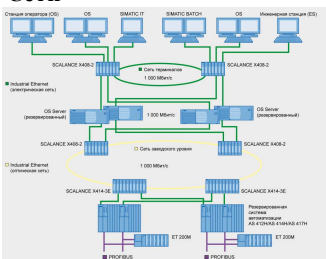 Станция оператора (OS)
OS
SIMATIC IT
SIMATIC BATCH
OS
Инженерная станция (ES)
SCALANCE X408-2
Сеть терминалов
1 000 Мбит/с
SCALANCE X408-2
Industrial Ethernet
(электрическая сеть)
OS Server
(резервированный)
1 000 Мбит/с
OS Server
(резервированный)
X408-2
SCALANCE X408-2
Industrial Ethernet
(оптическая сеть)
Сеть заводского уровня
1 000 Мбит/с
SCALANCE X414-3E
SCALANCE X414-3E
Резервированная
система
автоматизации
AS 412H/AS 414H/AS 417H
ET 200M
ET 200M
PROFIBUS
PROFIBUS